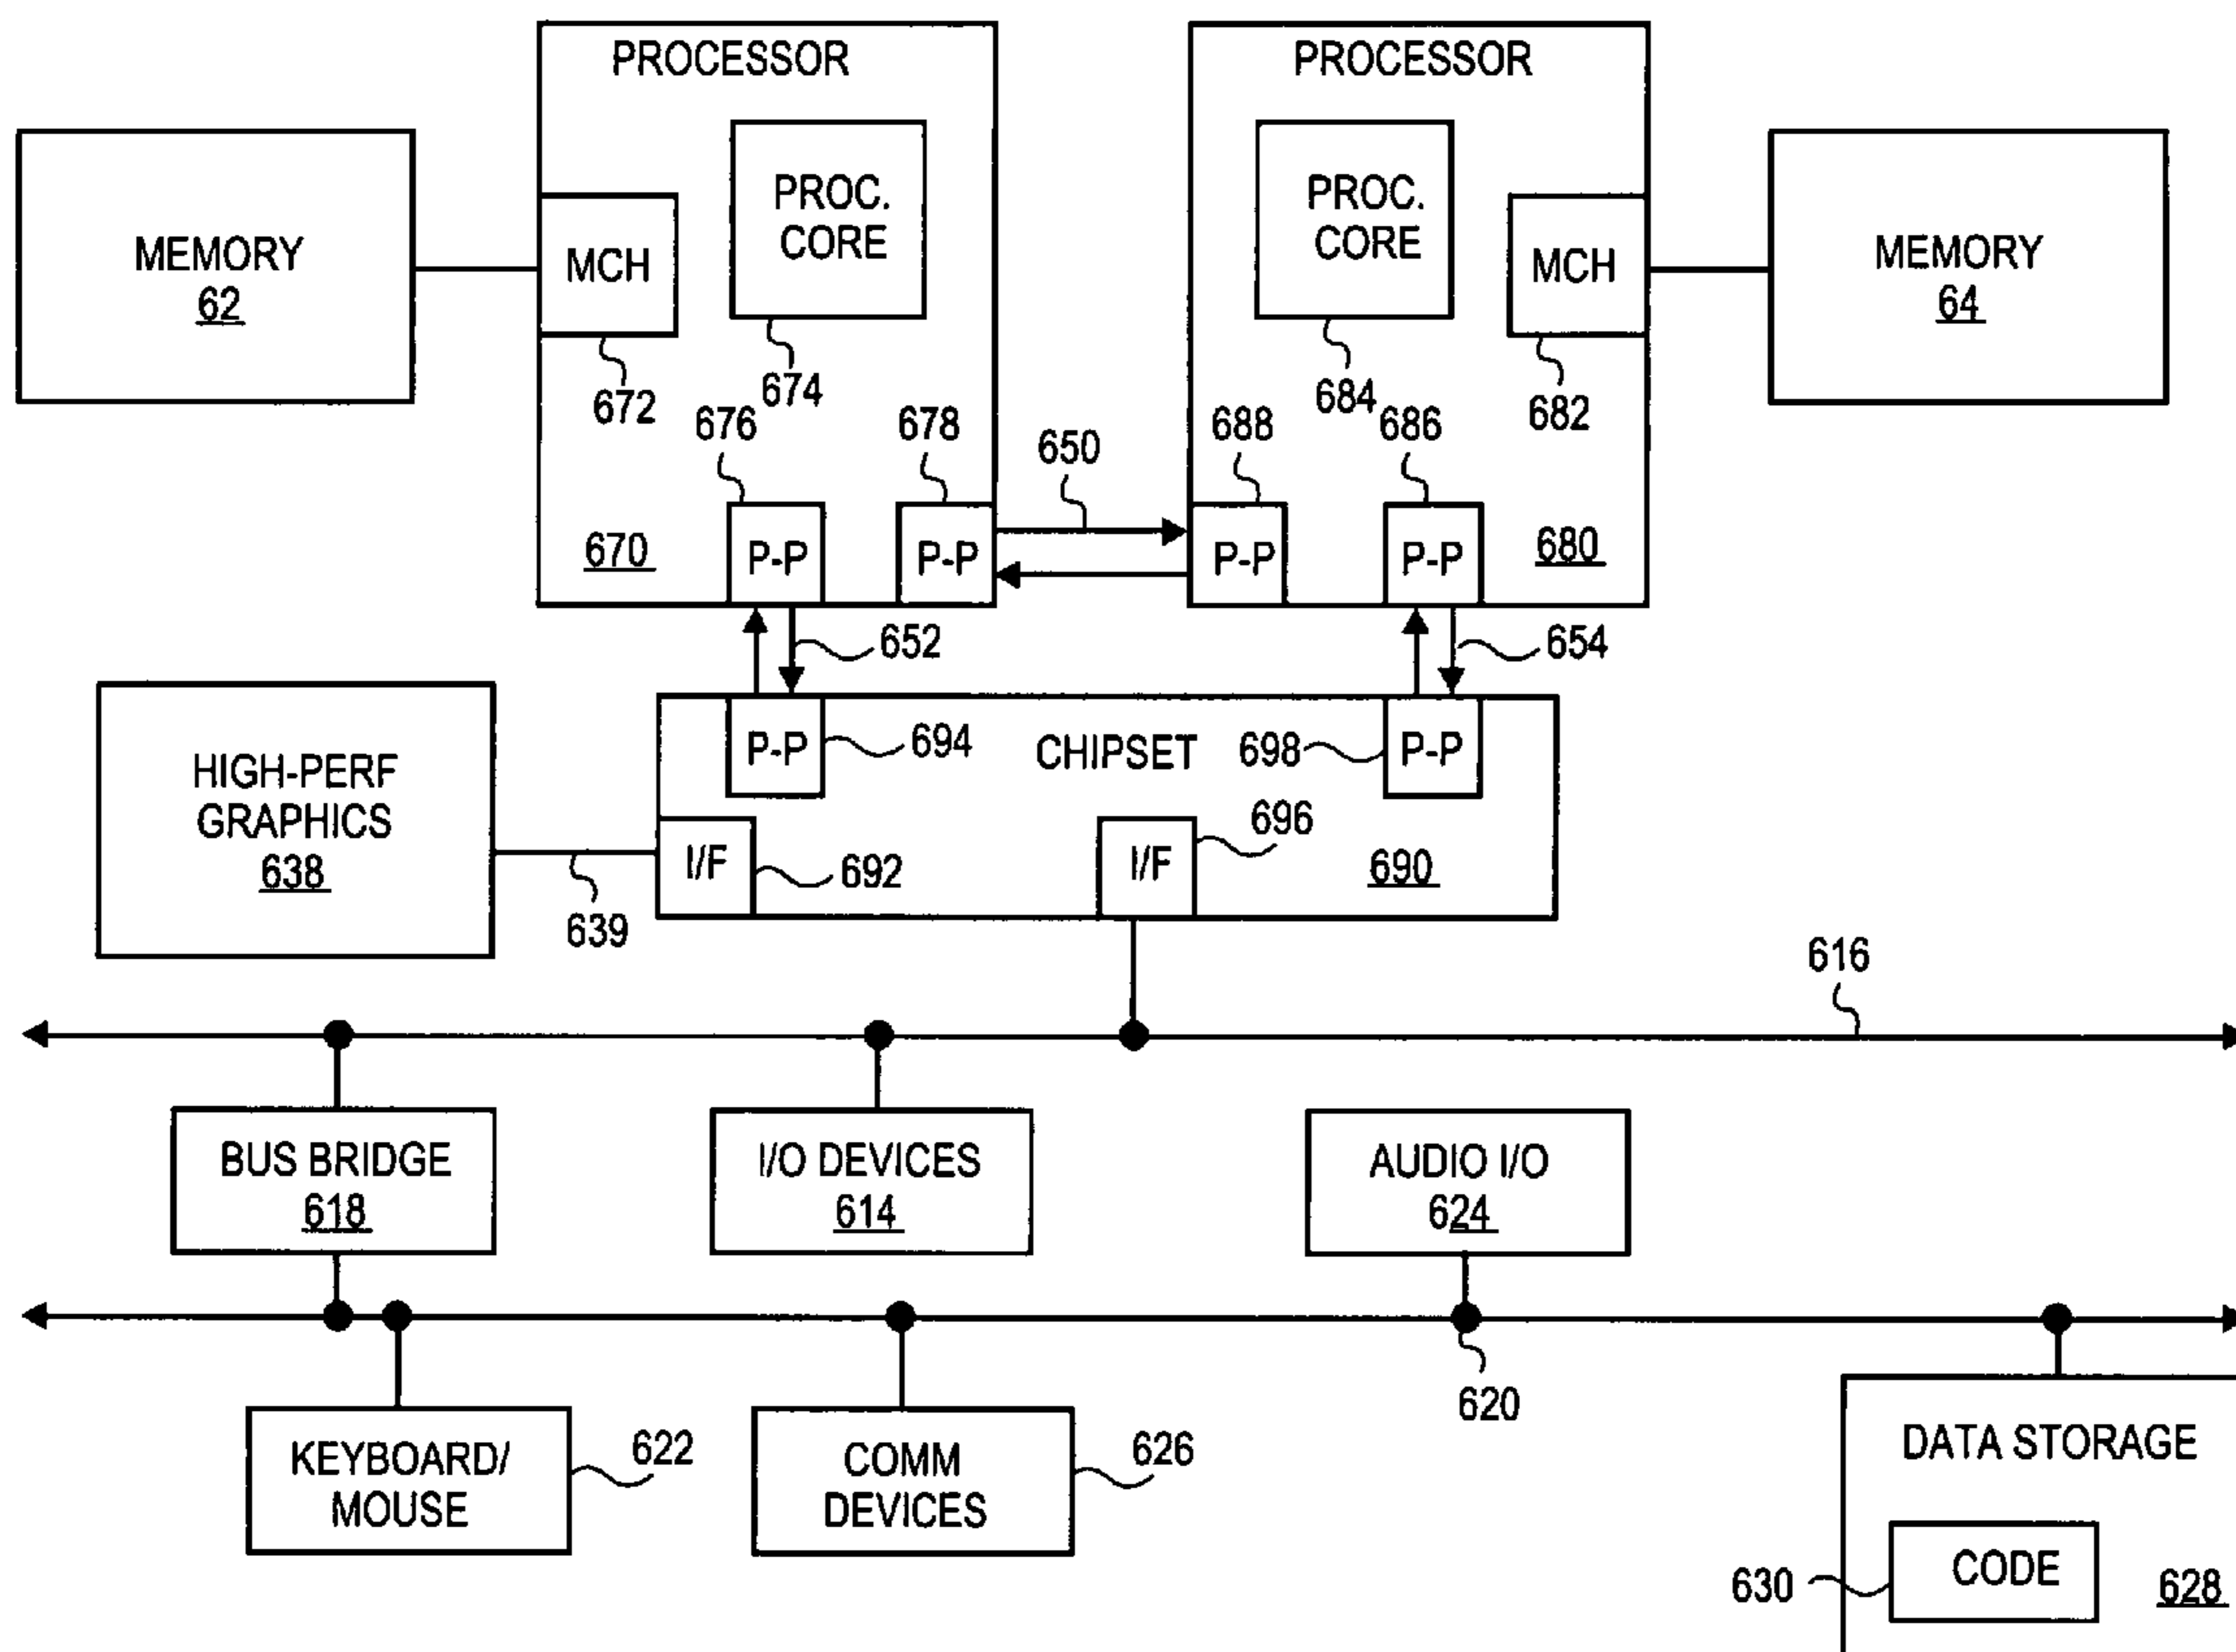 PROCESSOR
PROCESSOR
PROC.
CORE
PROC.
CORE
MEMORY
62
MCH
MCH
MEMORY
64
672
674
684
682
676
678
650
688
686
670
P-P
P-P
P-P
P-P
680
652
654
HIGH-PERF
GRAPHICS
638
P-P
694
CHIPSET
698
P-P
696
I/F
692
I/F
690
639
616
BUS BRIDGE
618
I/O DEVICES
614
AUDIO I/O
624
620
KEYBOARD/
MOUSE
622
COMM
DEVICES
626
DATA STORAGE
630
CODE
628